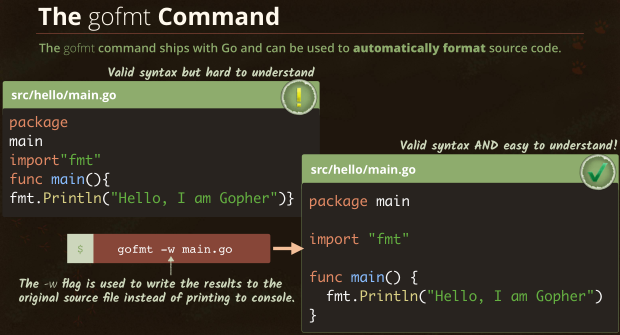 The gofmt Command
The gofmt command ships with Go and can be used to automatically format source code.
Valid syntax but hard to understand
src/hello/main.go
package
main
import"fmt"
func main(){
fmt.Println("Hello, I am Gopher")}
$ gofmt -w main.go
The -w flag is used to write the results to the
original source file instead of printing to console.
Valid syntax AND easy to understand!
src/hello/main.go
package main
import "fmt"
func main() {
  fmt.Println("Hello, I am Gopher")
}